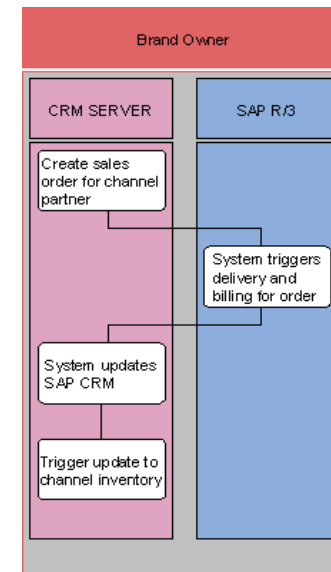 Brand Owner
CRM SERVER
SAP R/3
Create sales
order for channel
partner
System triggers
delivery and
billing for order
System updates
SAP CRM
Trigger update to
channel inventory